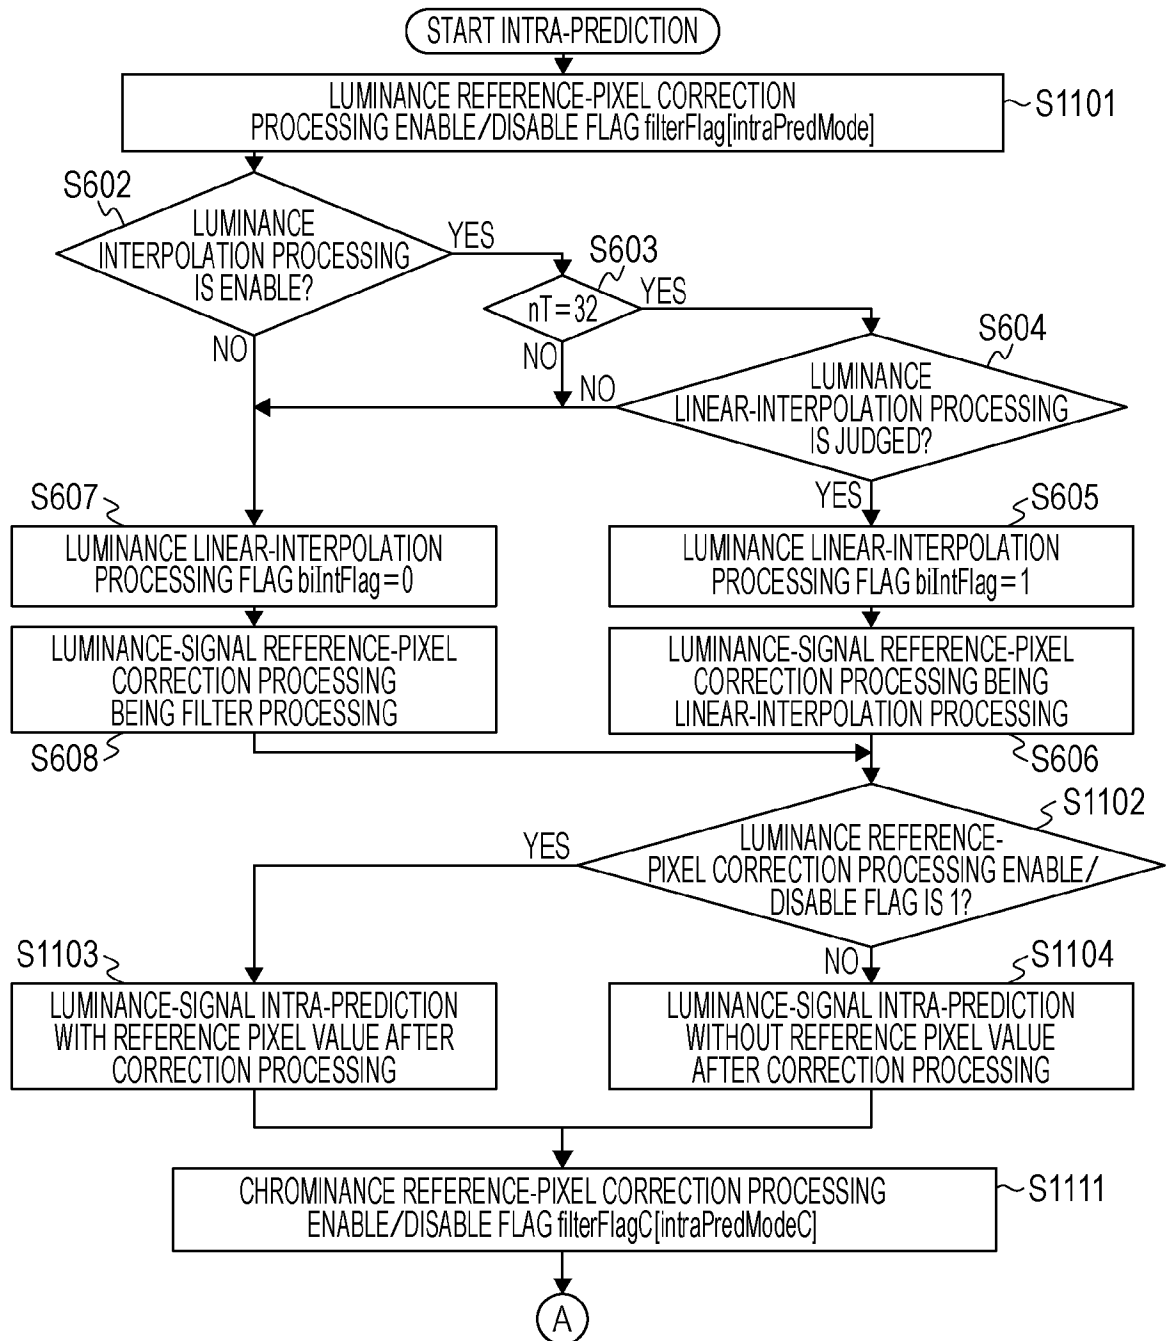 START INTRA-PREDICTION
LUMINANCE REFERENCE-PIXEL CORRECTION
PROCESSING ENABLE/DISABLE FLAG filterFlag[intraPredMode]
S1101
S602
LUMINANCE
INTERPOLATION PROCESSING
IS ENABLE?
YES
NO
S603
nT=32
YES
NO
S604
LUMINANCE
LINEAR-INTERPOLATION PROCESSING
IS JUDGED?
NO
YES
S607
LUMINANCE LINEAR-INTERPOLATION
PROCESSING FLAG biIntFlag=0
S605
LUMINANCE LINEAR-INTERPOLATION
PROCESSING FLAG biIntFlag=1
LUMINANCE-SIGNAL REFERENCE-PIXEL
CORRECTION PROCESSING
BEING FILTER PROCESSING
S608
LUMINANCE-SIGNAL REFERENCE-PIXEL
CORRECTION PROCESSING BEING
LINEAR-INTERPOLATION PROCESSING
S606
S1102
LUMINANCE REFERENCE-
PIXEL CORRECTION PROCESSING ENABLE/
DISABLE FLAG IS 1?
YES
NO
S1103
LUMINANCE-SIGNAL INTRA-PREDICTION
WITH REFERENCE PIXEL VALUE AFTER
CORRECTION PROCESSING
S1104
LUMINANCE-SIGNAL INTRA-PREDICTION
WITHOUT REFERENCE PIXEL VALUE
AFTER CORRECTION PROCESSING
CHROMINANCE REFERENCE-PIXEL CORRECTION PROCESSING
ENABLE/DISABLE FLAG filterFlagC[intraPredModeC]
S1111
A